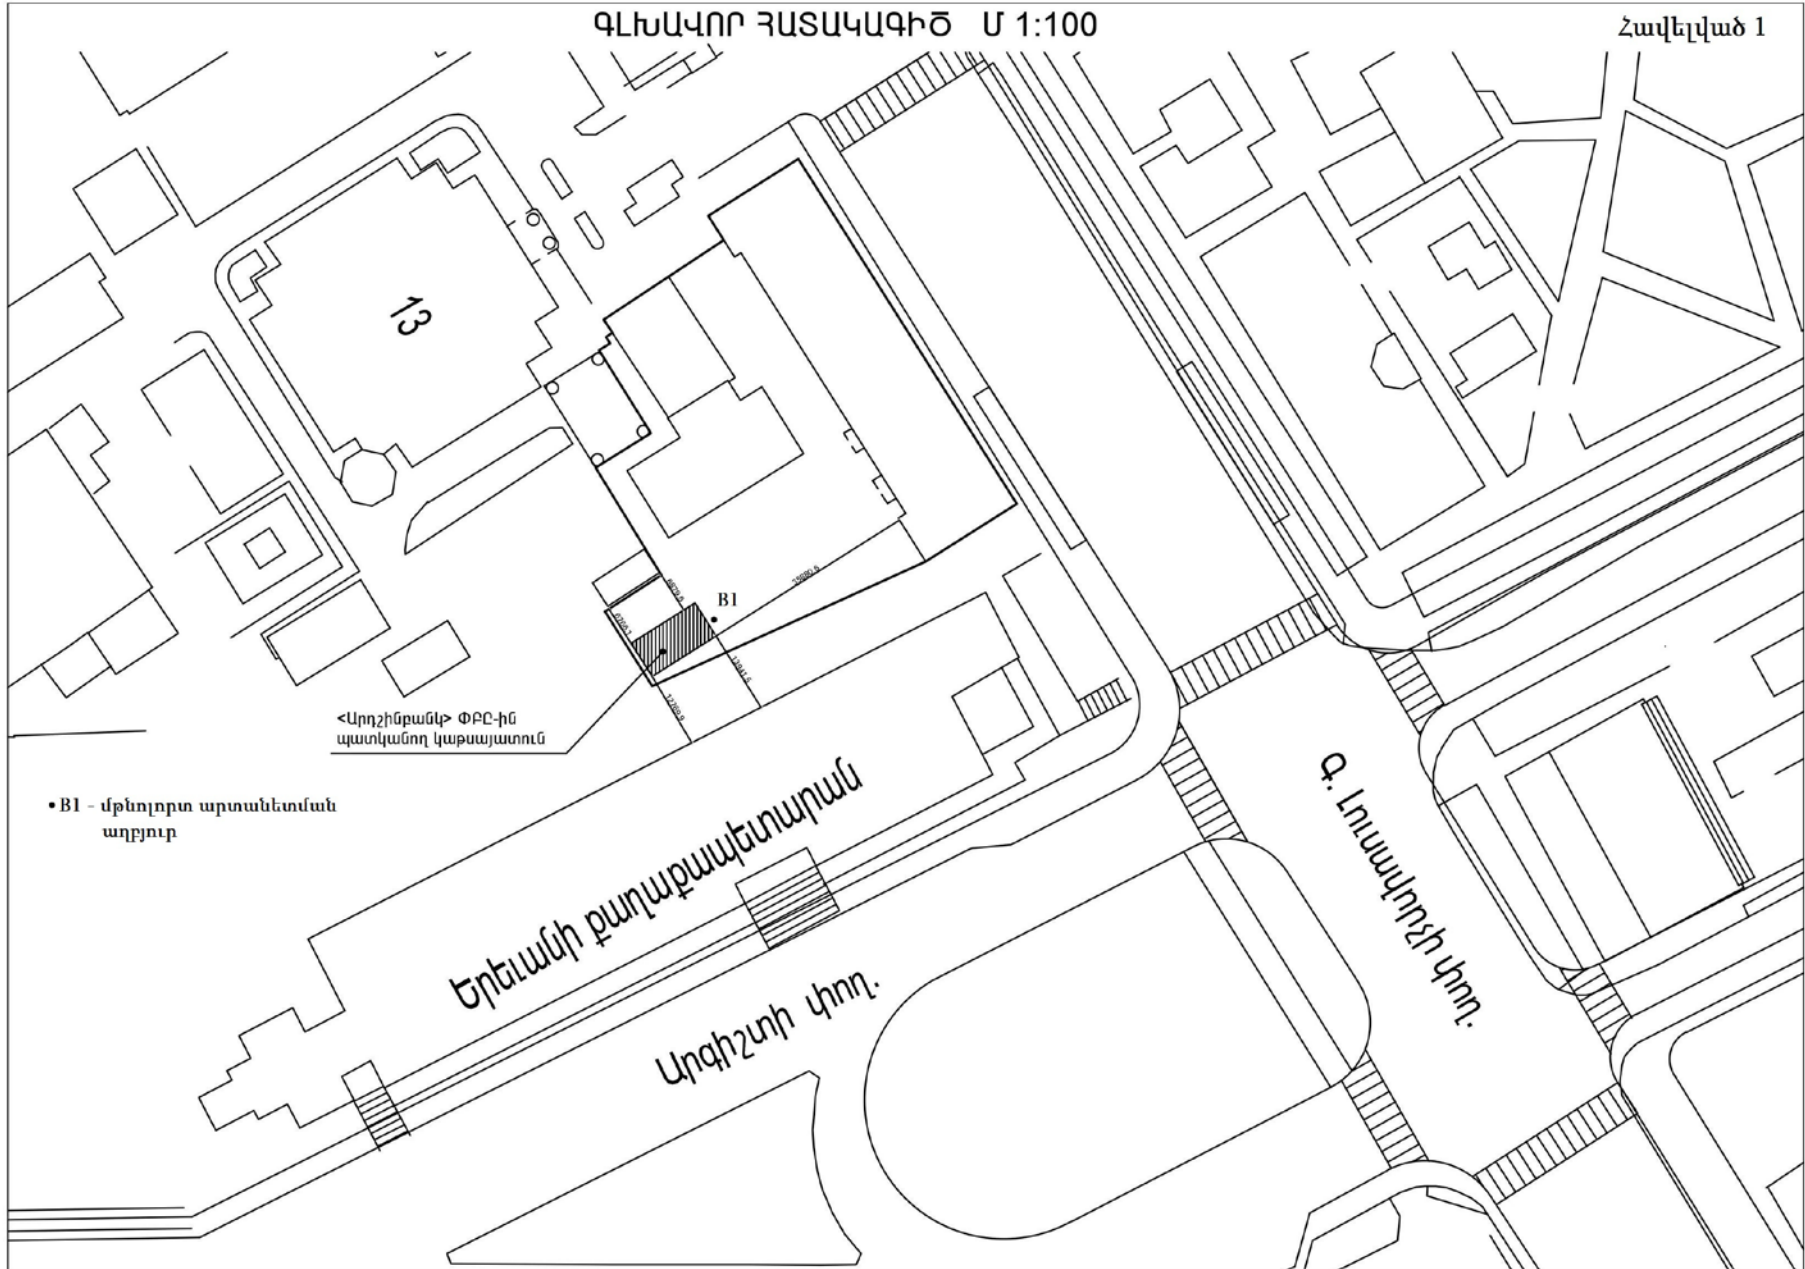 ԳԼԽԱՎՈՐ ՀԱՏԱԿԱԳԻԾ Մ 1:100
Հավելված 1
13
B1
<Արդշինբանկ> ՓԲԸ-ին
պատկանող կաթսայատուն
•B1 - մթնոլորտ արտանետման
աղբյուր
Երեւանի քաղաքապետարան
Արգիշտի փող.
Գ. Լուսավորչի փող.